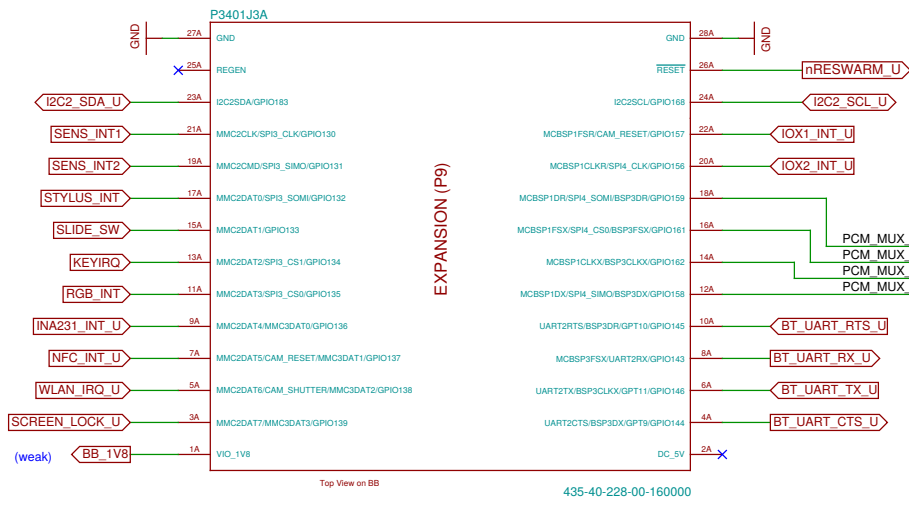 P3401J3A
GND 27A GND GND 28A GND
25A REGEN RESET 26A nRESWARM_U
I2C2_SDA_U 23A I2C2SDA/GPIO183 I2C2SCL/GPIO168 24A I2C2_SCL_U
SENS_INT1 21A MMC2CLK/SPI3_CLK/GPIO130 MCBSP1FSR/CAM_RESET/GPIO157 22A IOX1_INT_U
SENS_INT2 19A MMC2CMD/SPI3_SIMO/GPIO131 MCBSP1CLKR/SPI4_CLK/GPIO156 20A IOX2_INT_U
STYLUS_INT 17A MMC2DAT0/SPI3_SOMI/GPIO132 MCBSP1DR/SPI4_SOMI/BSP3DR/GPIO159 18A
SLIDE_SW 15A MMC2DAT1/GPIO133 MCBSP1FSX/SPI4_CS0/BSP3FSX/GPIO161 16A
PCM_MUX_
PCM_MUX_
KEYIRQ 13A MMC2DAT2/SPI3_CS1/GPIO134 MCBSP1CLKX/BSP3CLKX/GPIO162 14A
PCM_MUX_
RGB_INT 11A MMC2DAT3/SPI3_CS0/GPIO135 MCBSP1DX/SPI4_SIMO/BSP3DX/GPIO158 12A PCM_MUX_
INA231_INT_U 9A MMC2DAT4/MMC3DAT0/GPIO136 UART2RTS/BSP3DR/GPT10/GPIO145 10A BT_UART_RTS_U
NFC_INT_U 7A MMC2DAT5/CAM_RESET/MMC3DAT1/GPIO137 MCBSP3FSX/UART2RX/GPIO143 8A BT_UART_RX_U
WLAN_IRQ_U 5A MMC2DAT6/CAM_SHUTTER/MMC3DAT2/GPIO138 UART2TX/BSP3CLKX/GPT11/GPIO146 6A BT_UART_TX_U
SCREEN_LOCK_U 3A MMC2DAT7/MMC3DAT3/GPIO139 UART2CTS/BSP3DX/GPT9/GPIO144 4A BT_UART_CTS_U
(weak) BB_1V8 1A VIO_1V8 DC_5V 2A
EXPANSION (P9)
Top View on BB
435-40-228-00-160000